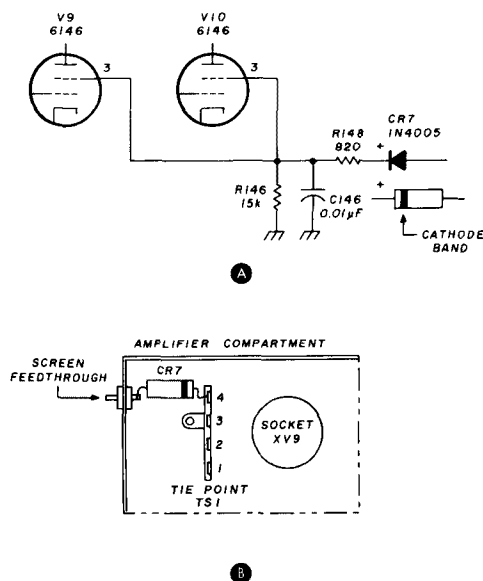 V9
6146
V10
6146
3
3
R148
820
CR7
1N4005
+
R146
15k
C146
0.01µF
+
CATHODE
BAND
A
AMPLIFIER COMPARTMENT
SCREEN
FEEDTHROUGH
CR7
4
3
2
1
SOCKET
XV9
TIE POINT
TS1
B